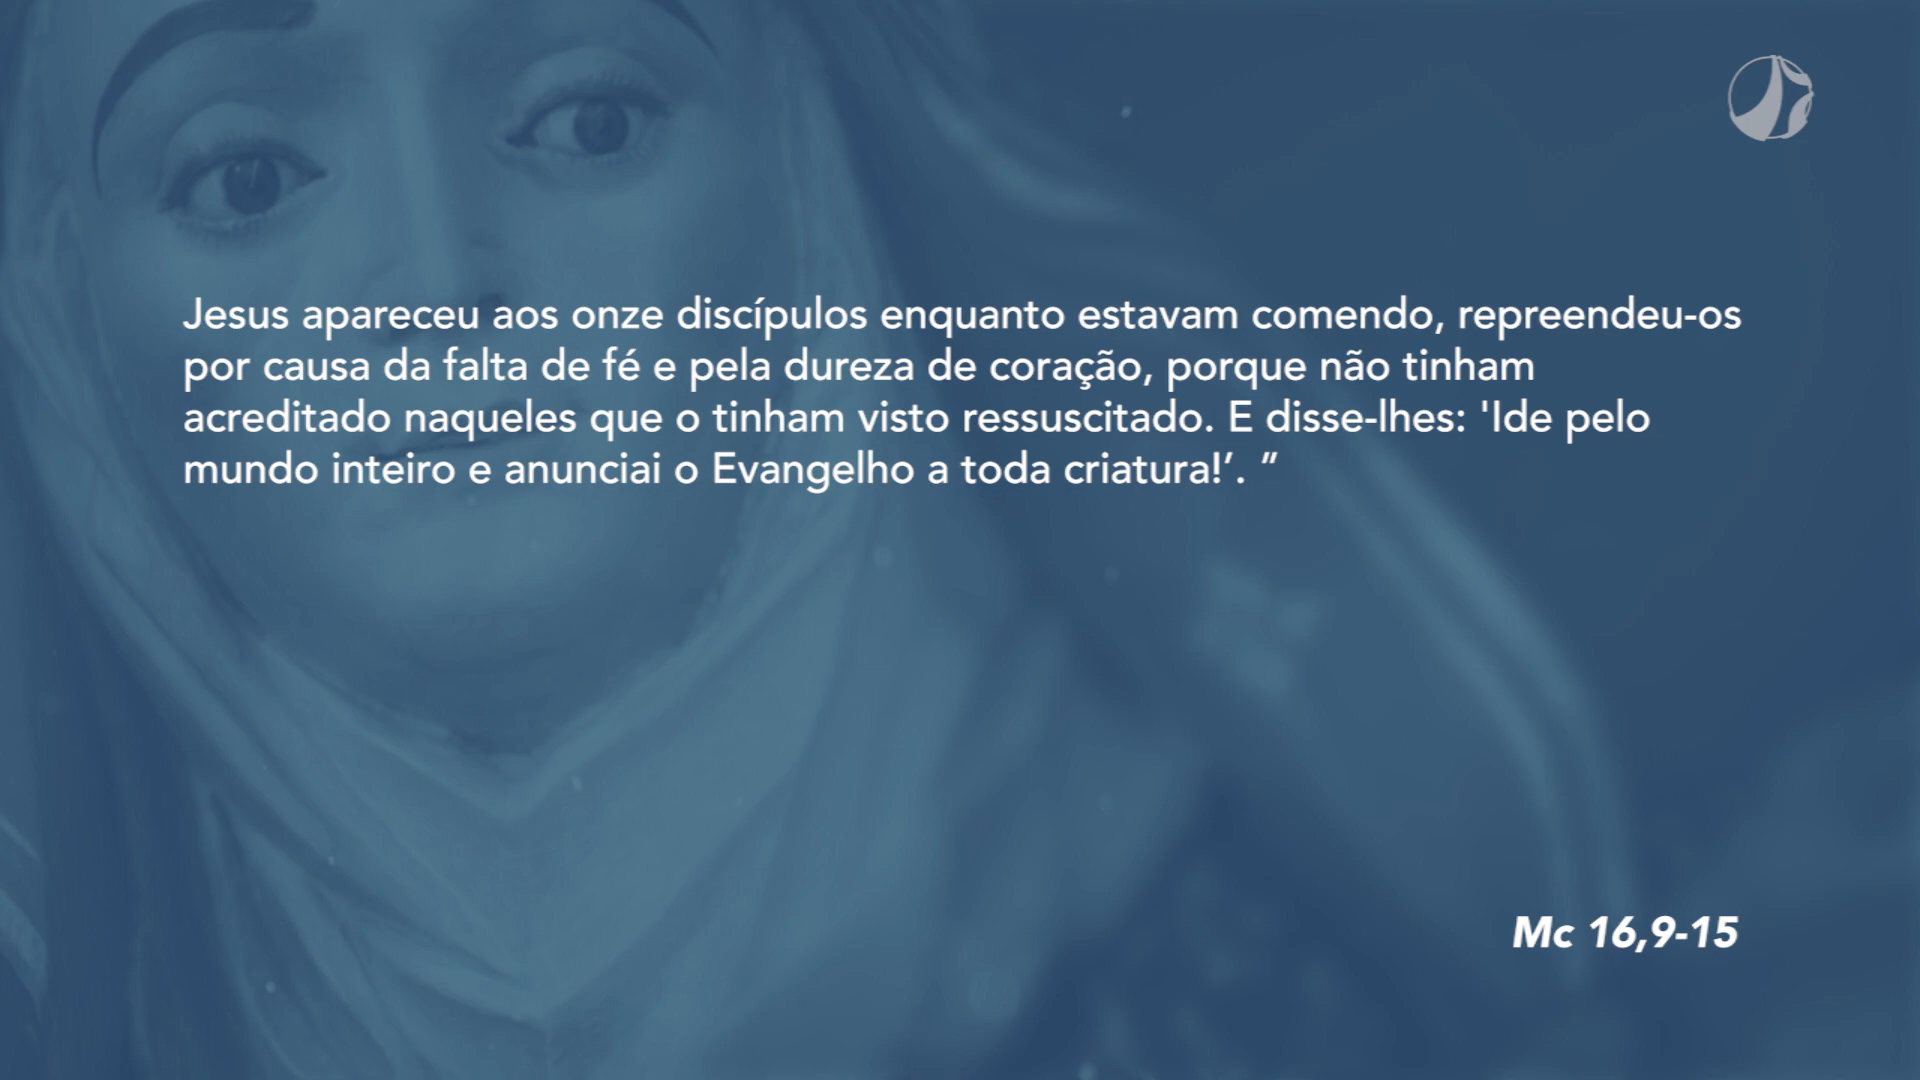 Jesus apareceu aos onze discípulos enquanto estavam comendo, repreendeu-os
por causa da falta de fé e pela dureza de coração, porque não tinham
acreditado naqueles que o tinham visto ressuscitado. E disse-lhes: 'Ide pelo
mundo inteiro e anunciai o Evangelho a toda criatura!’. ”
Mc 16,9-15